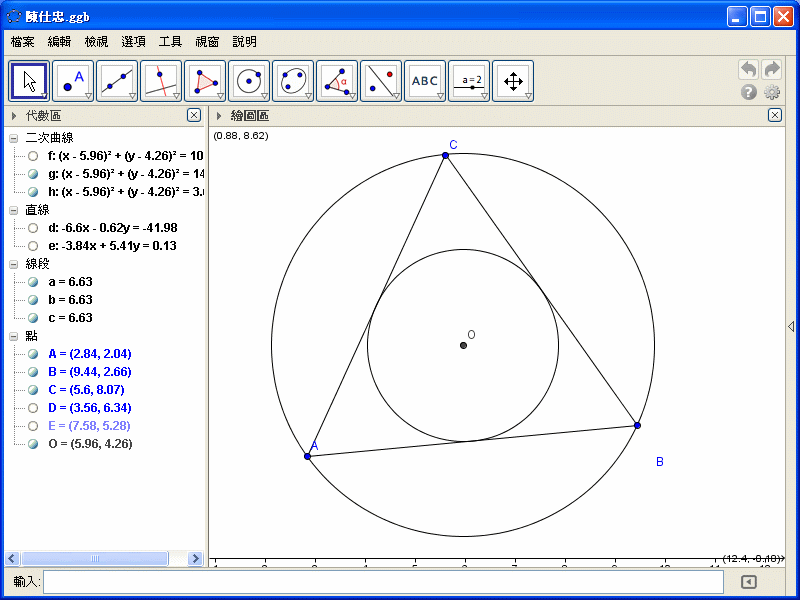 陳仕忠.ggb
檔案 編輯 檢視 選項 工具 視窗 說明
A
α
ABC
a=2
代數區
繪圖區
二次曲線
f: (x - 5.96)² + (y - 4.26)² = 10
g: (x - 5.96)² + (y - 4.26)² = 14
h: (x - 5.96)² + (y - 4.26)² = 3.6
直線
d: -6.6x - 0.62y = -41.98
e: -3.84x + 5.41y = 0.13
線段
a = 6.63
b = 6.63
c = 6.63
點
A = (2.84, 2.04)
B = (9.44, 2.66)
C = (5.6, 8.07)
D = (3.56, 6.34)
E = (7.58, 5.28)
O = (5.96, 4.26)
(0.88, 8.62)
C
O
A
B
輸入: